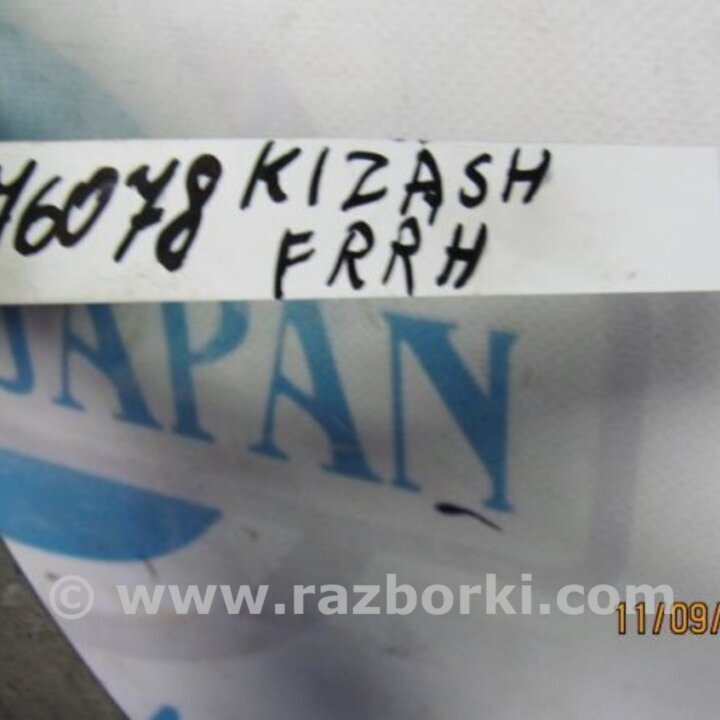 46078 KIZASH
FRRH
JAPAN
© www.razborki.com
11/09/